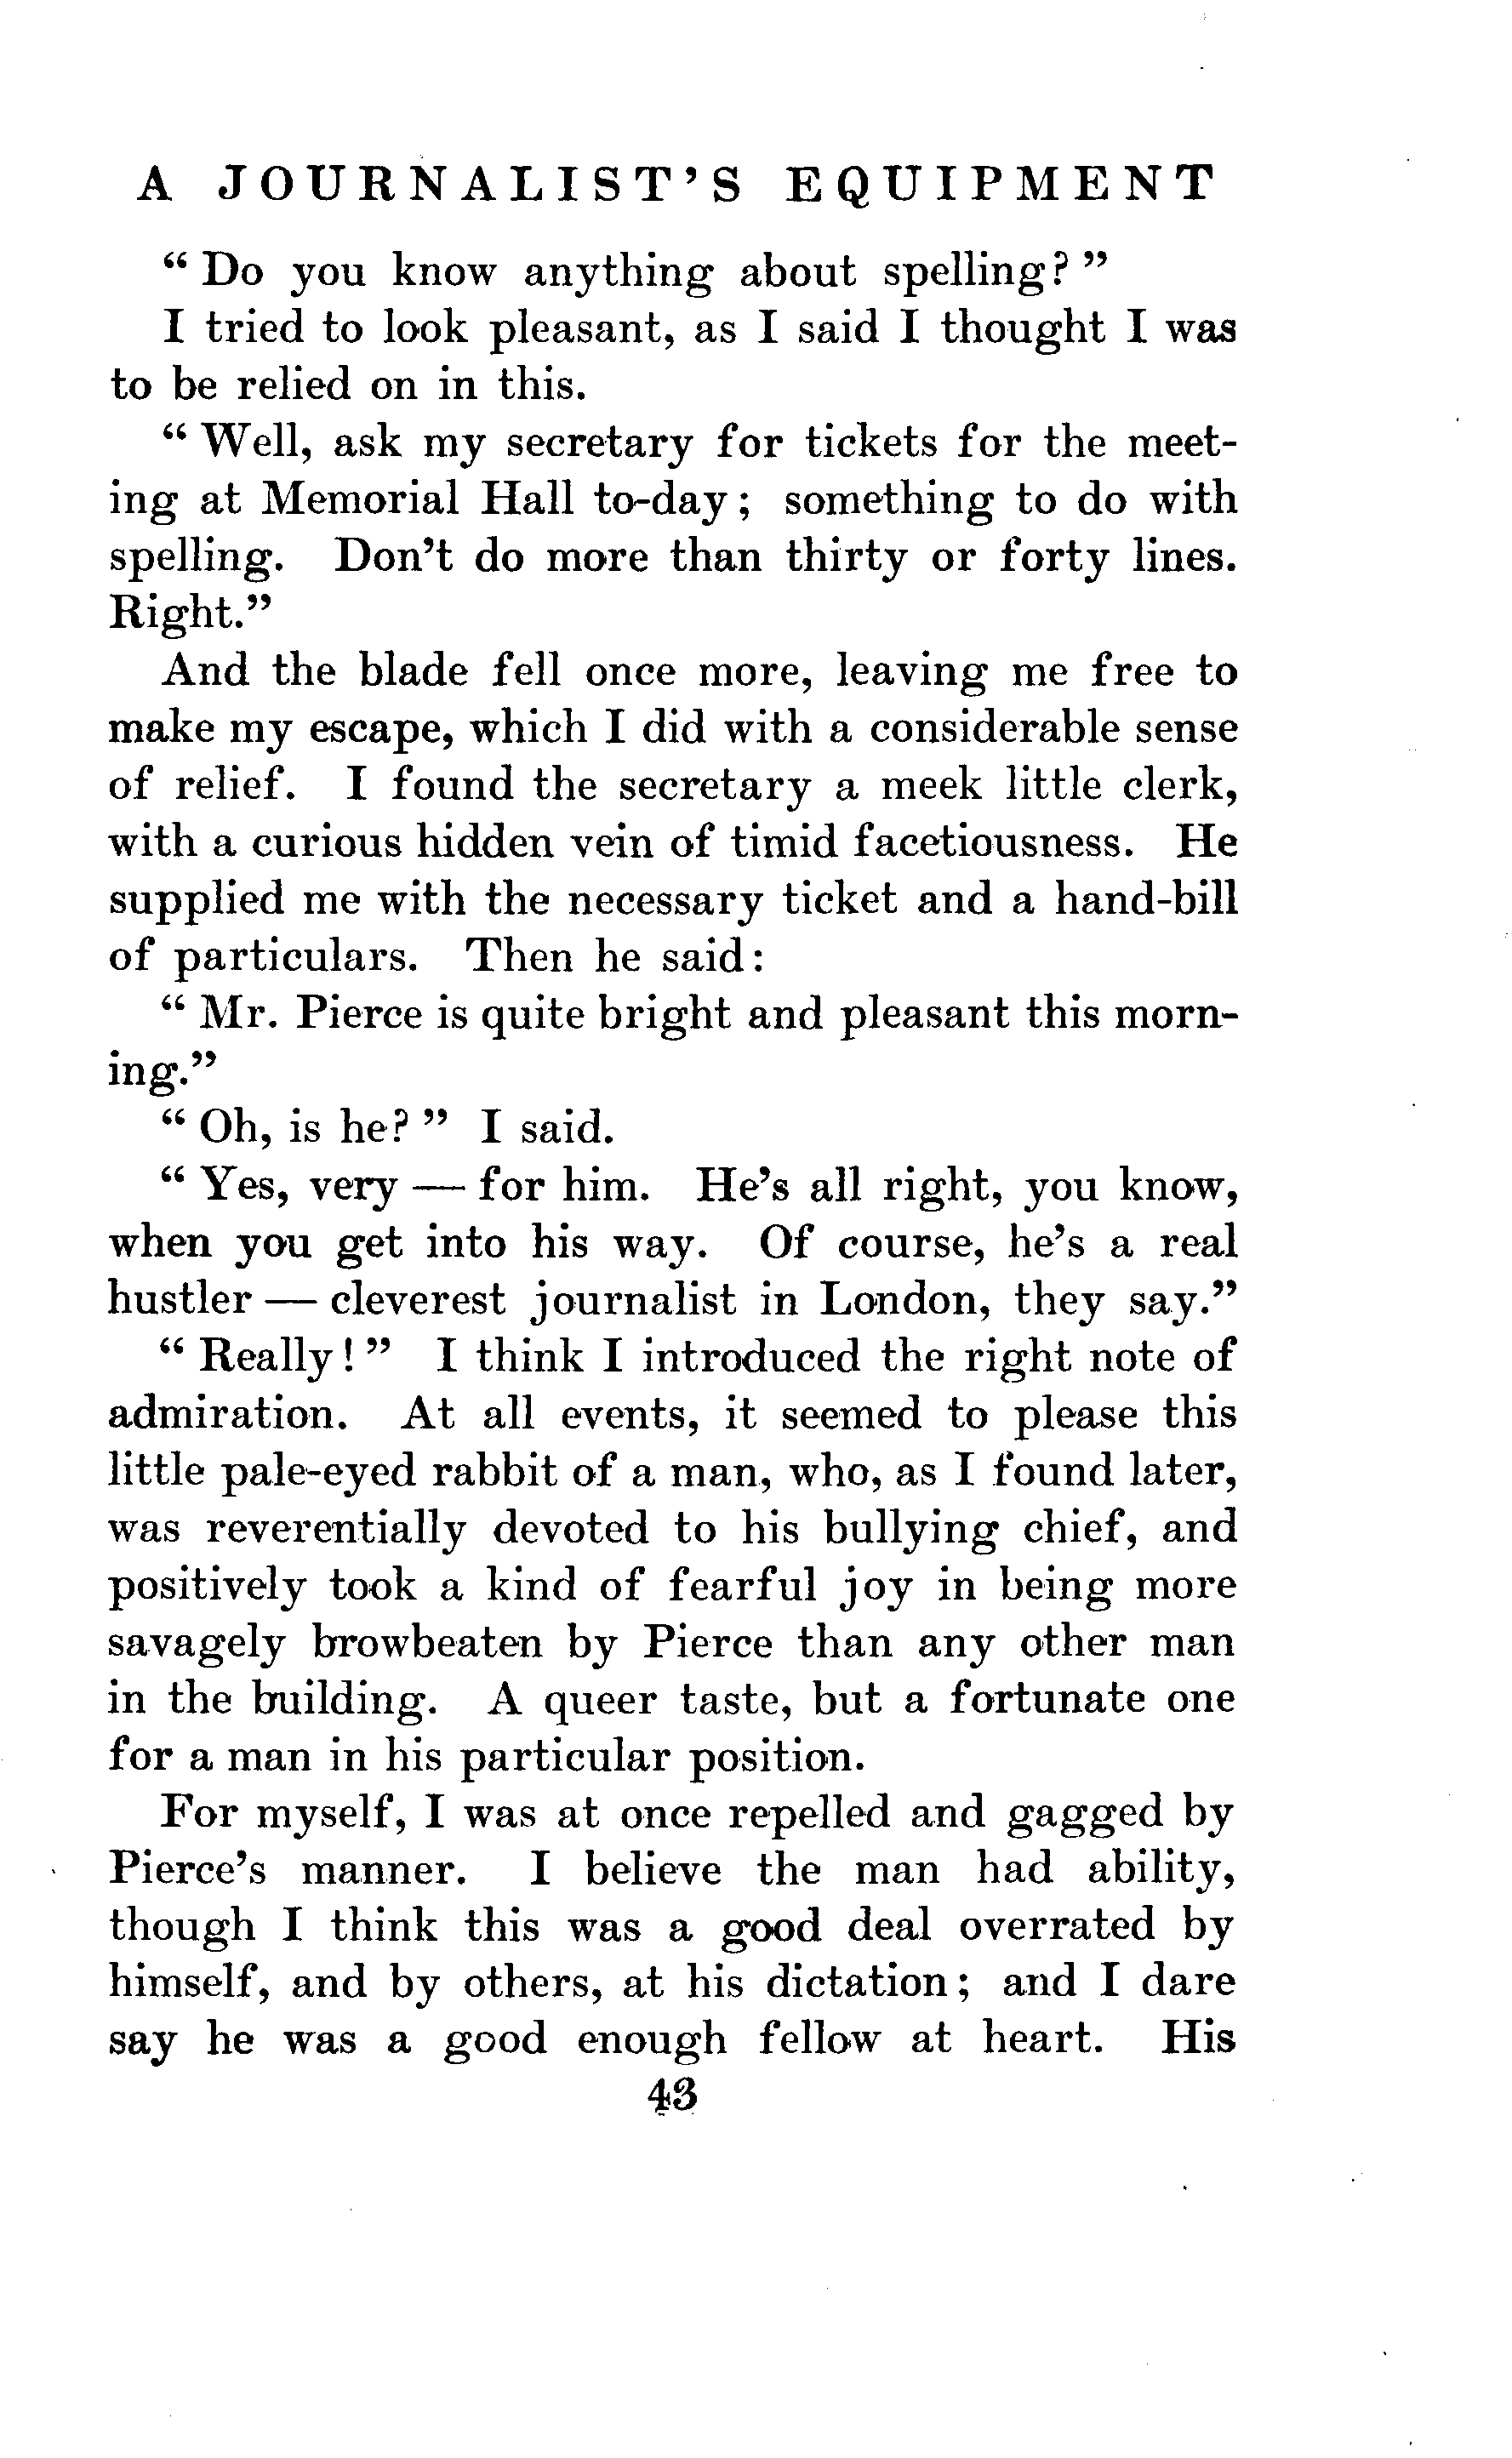 A JOURNALIST'S EQUIPMENT
“ Do you know anything about spelling? ”
I tried to look pleasant, as I said I thought I was
to be relied on in this.
“ Well, ask my secretary for tickets for the meet-
ing at Memorial Hall to-day; something to do with
spelling. Don’t do more than thirty or forty lines.
Right.”
And the blade fell once more, leaving me free to
make my escape, which I did with a considerable sense
of relief. I found the secretary a meek little clerk,
with a curious hidden vein of timid facetiousness. He
supplied me with the necessary ticket and a hand-bill
of particulars. Then he said:
“ Mr. Pierce is quite bright and pleasant this morn-
ing.”
“ Oh, is he? ” I said.
“ Yes, very — for him. He’s all right, you know,
when you get into his way. Of course, he’s a real
hustler — cleverest journalist in London, they say.”
“ Really! ” I think I introduced the right note of
admiration. At all events, it seemed to please this
little pale-eyed rabbit of a man, who, as I found later,
was reverentially devoted to his bullying chief, and
positively took a kind of fearful joy in being more
savagely browbeaten by Pierce than any other man
in the building. A queer taste, but a fortunate one
for a man in his particular position.
For myself, I was at once repelled and gagged by
Pierce’s manner. I believe the man had ability,
though I think this was a good deal overrated by
himself, and by others, at his dictation; and I dare
say he was a good enough fellow at heart. His
43